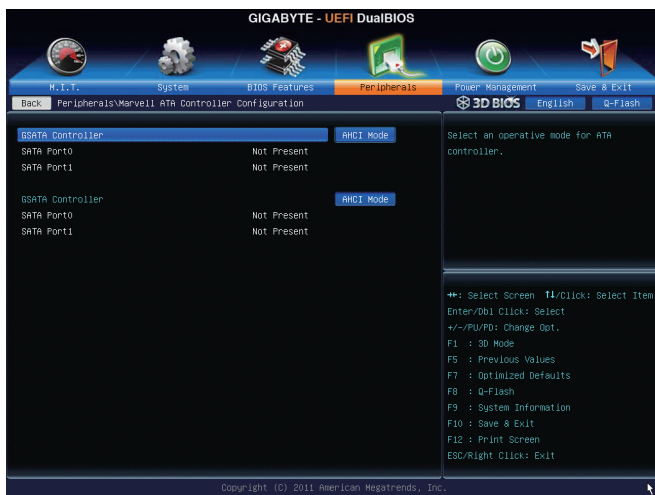 GIGABYTE - UEFI DualBIOS
M.I.T. System BIOS Features Peripherals Power Management Save & Exit
Back Peripherals\Marvell ATA Controller Configuration 3D BIOS English Q-Flash
GSATA Controller AHCI Mode
SATA Port0 Not Present
SATA Port1 Not Present
GSATA Controller AHCI Mode
SATA Port0 Not Present
SATA Port1 Not Present
Select an operative mode for ATA
controller.
→←: Select Screen ↑↓/Click: Select Item
Enter/Dbl Click: Select
+/-/PU/PD: Change Opt.
F1 : 3D Mode
F5 : Previous Values
F7 : Optimized Defaults
F8 : Q-Flash
F9 : System Information
F10 : Save & Exit
F12 : Print Screen
ESC/Right Click: Exit
Copyright (C) 2011 American Megatrends, Inc.